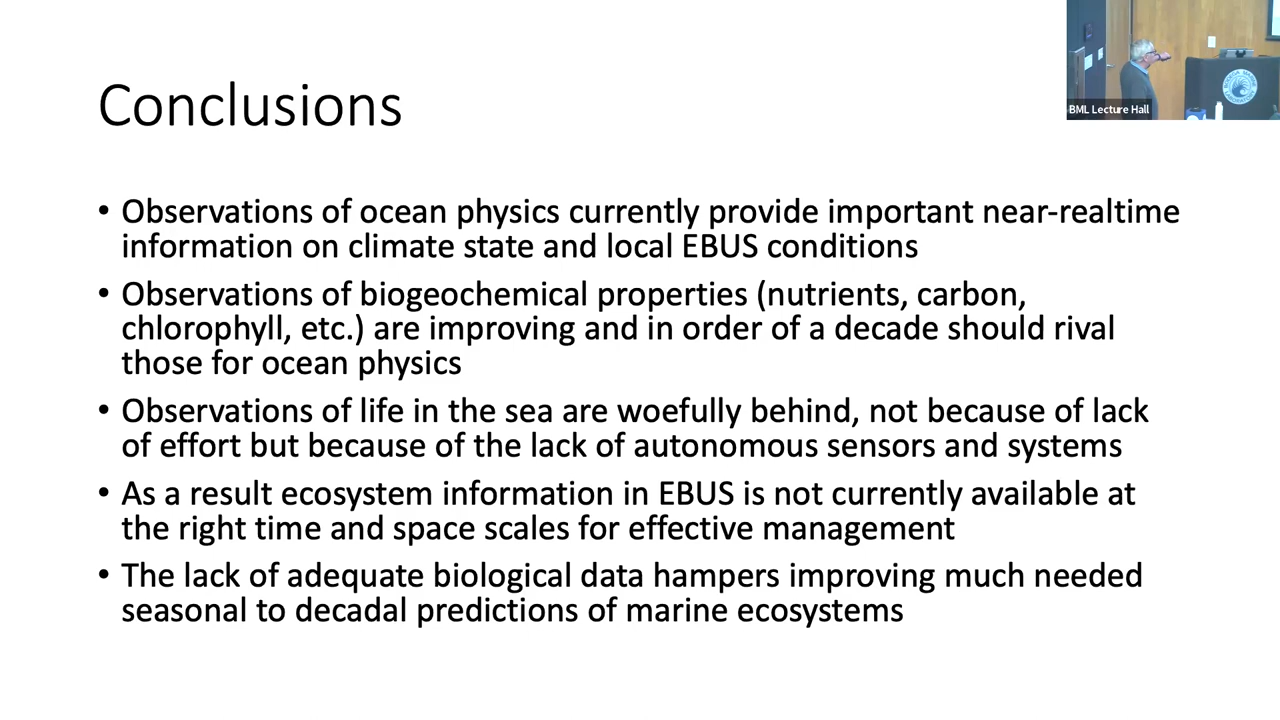 BML Lecture Hall
Conclusions
• Observations of ocean physics currently provide important near-realtime
information on climate state and local EBUS conditions
• Observations of biogeochemical properties (nutrients, carbon,
chlorophyll, etc.) are improving and in order of a decade should rival
those for ocean physics
• Observations of life in the sea are woefully behind, not because of lack
of effort but because of the lack of autonomous sensors and systems
• As a result ecosystem information in EBUS is not currently available at
the right time and space scales for effective management
• The lack of adequate biological data hampers improving much needed
seasonal to decadal predictions of marine ecosystems